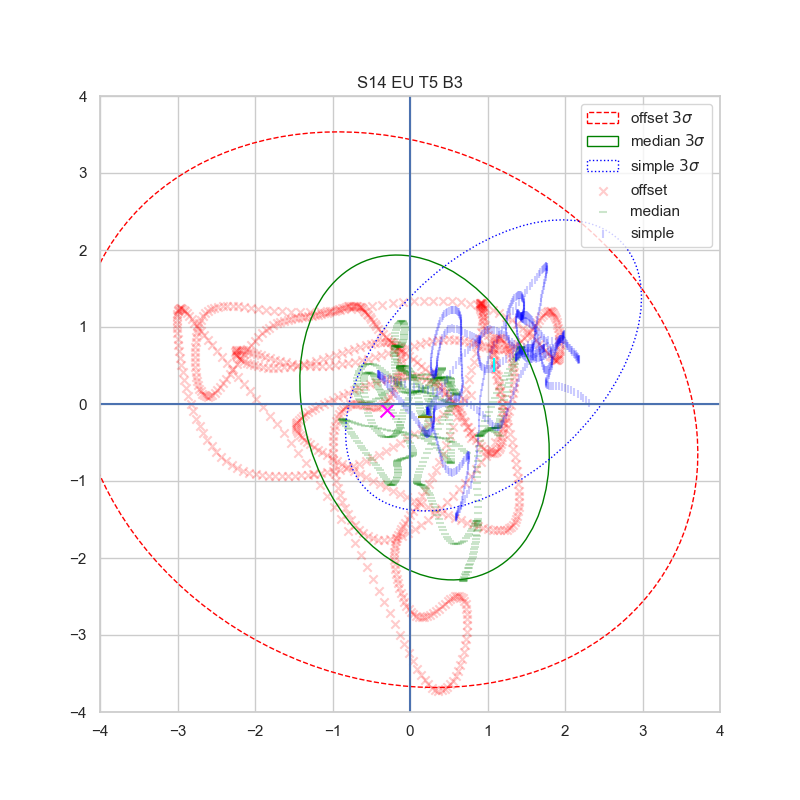 S14 EU T5 B3
offset 3σ
median 3σ
simple 3σ
offset
median
simple
4
3
2
1
0
−1
−2
−3
−4
−4 −3 −2 −1 0 1 2 3 4